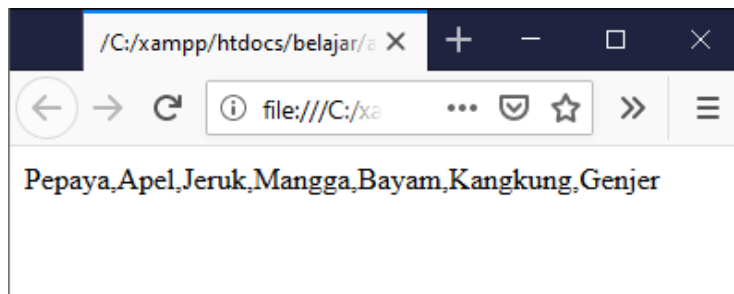 /C:/xampp/htdocs/belajar/a
file:///C:/xa
Pepaya,Apel,Jeruk,Mangga,Bayam,Kangkung,Genjer